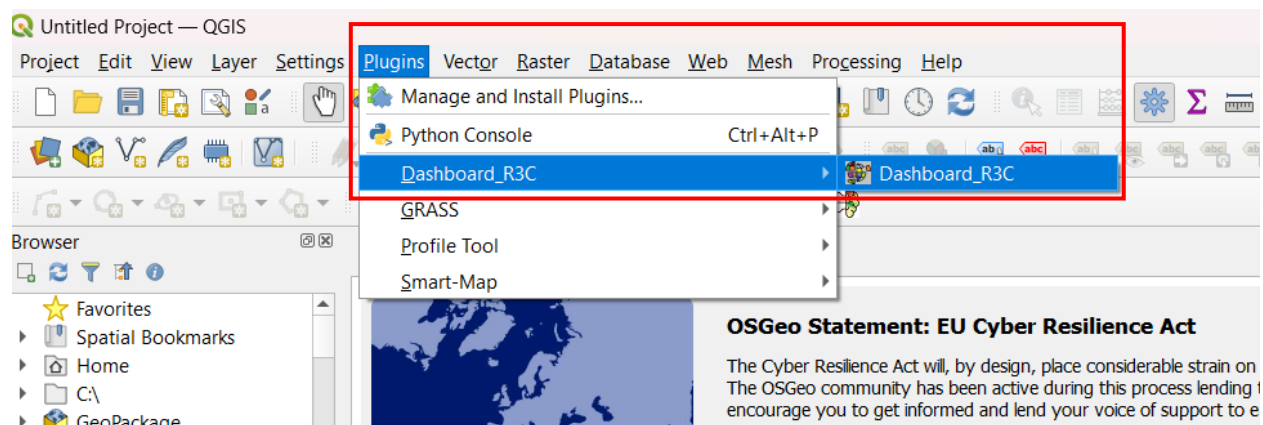 Untitled Project — QGIS
Project Edit View Layer Settings Plugins Vector Raster Database Web Mesh Processing Help
Manage and Install Plugins...
Python Console Ctrl+Alt+P
Dashboard_R3C
Dashboard_R3C
GRASS
Profile Tool
Smart-Map
Browser
Favorites
Spatial Bookmarks
Home
C:\
GeoPackage
OSGeo Statement: EU Cyber Resilience Act
The Cyber Resilience Act will, by design, place considerable strain on
The OSGeo community has been active during this process lending
encourage you to get informed and lend your voice of support to e